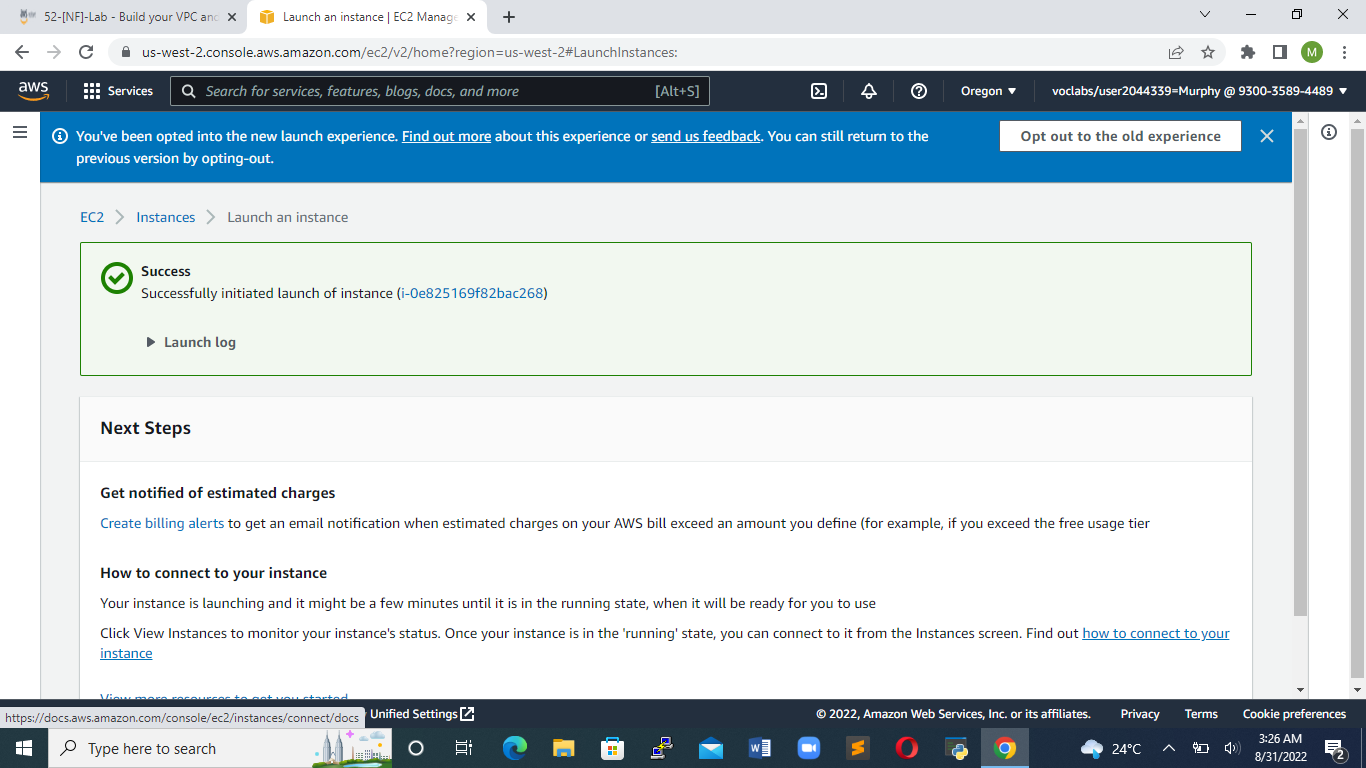 52-[NF]-Lab - Build your VPC and
Launch an instance | EC2 Manage
us-west-2.console.aws.amazon.com/ec2/v2/home?region=us-west-2#LaunchInstances:
M
aws
Services
Search for services, features, blogs, docs, and more
[Alt+S]
Oregon
voclabs/user2044339=Murphy @ 9300-3589-4489
You've been opted into the new launch experience. Find out more about this experience or send us feedback. You can still return to the
previous version by opting-out.
Opt out to the old experience
EC2
Instances
Launch an instance
Success
Successfully initiated launch of instance (i-0e825169f82bac268)
Launch log
Next Steps
Get notified of estimated charges
Create billing alerts to get an email notification when estimated charges on your AWS bill exceed an amount you define (for example, if you exceed the free usage tier
How to connect to your instance
Your instance is launching and it might be a few minutes until it is in the running state, when it will be ready for you to use
Click View Instances to monitor your instance's status. Once your instance is in the 'running' state, you can connect to it from the Instances screen. Find out how to connect to your
instance
View more resources to get you started
https://docs.aws.amazon.com/console/ec2/instances/connect/docs
Unified Settings
© 2022, Amazon Web Services, Inc. or its affiliates.
Privacy
Terms
Cookie preferences
Type here to search
24°C
3:26 AM
8/31/2022
2